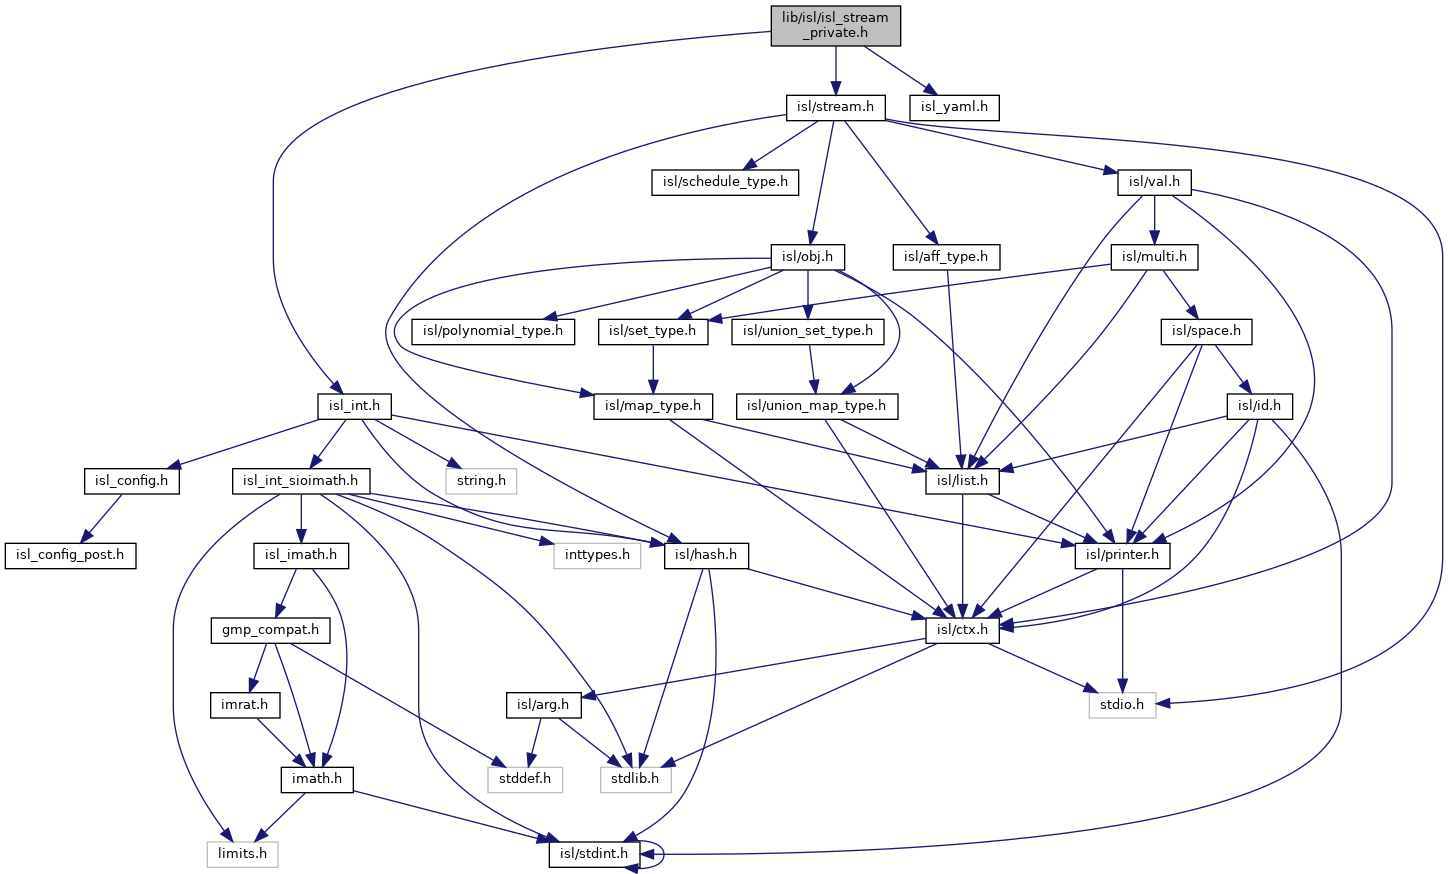 lib/isl/isl_stream
_private.h
isl/stream.h
isl_yaml.h
isl/schedule_type.h
isl/val.h
isl/obj.h
isl/aff_type.h
isl/multi.h
isl/polynomial_type.h
isl/set_type.h
isl/union_set_type.h
isl/space.h
isl_int.h
isl/map_type.h
isl/union_map_type.h
isl/id.h
isl_config.h
isl_int_sioimath.h
string.h
isl/list.h
isl_config_post.h
isl_imath.h
inttypes.h
isl/hash.h
isl/printer.h
gmp_compat.h
isl/ctx.h
imrat.h
isl/arg.h
stdio.h
imath.h
stddef.h
stdlib.h
limits.h
isl/stdint.h